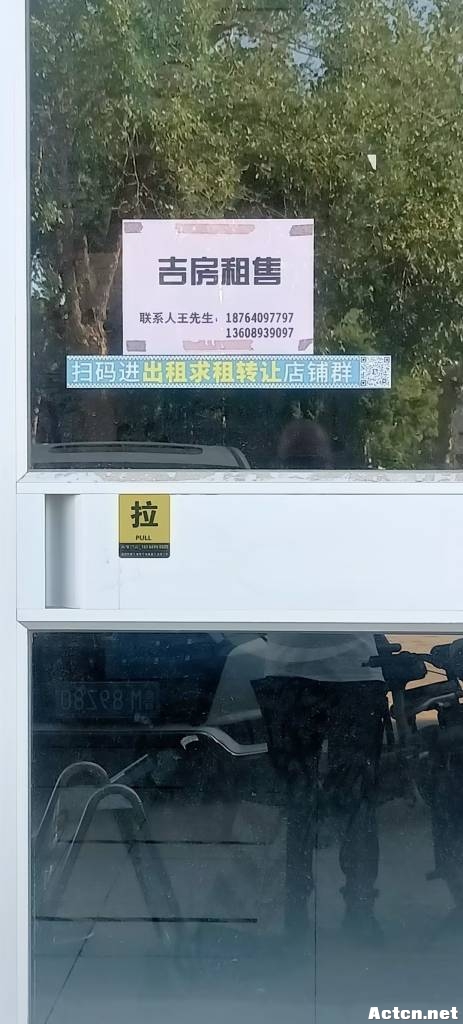 吉房租售
联系人王先生：18764097797
13608939097
扫码进出租求租转让店铺群
拉
PULL
Actcn.net